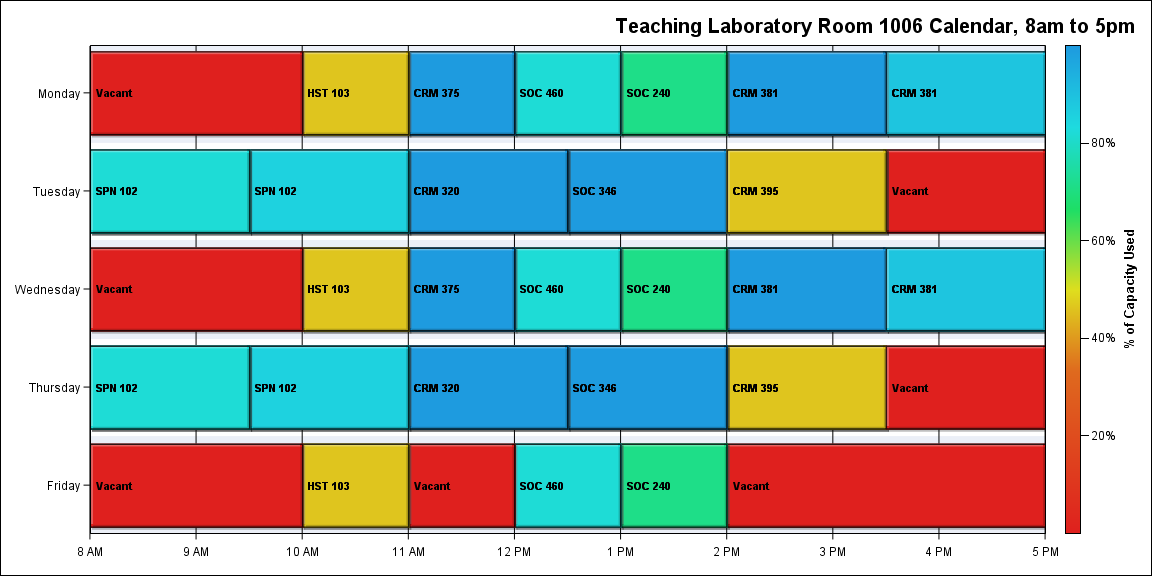 Teaching Laboratory Room 1006 Calendar, 8am to 5pm
Monday Vacant HST 103 CRM 375 SOC 460 SOC 240 CRM 381 CRM 381
80%
Tuesday SPN 102 SPN 102 CRM 320 SOC 346 CRM 395 Vacant
60%
Wednesday Vacant HST 103 CRM 375 SOC 460 SOC 240 CRM 381 CRM 381
% of Capacity Used
40%
Thursday SPN 102 SPN 102 CRM 320 SOC 346 CRM 395 Vacant
20%
Friday Vacant HST 103 Vacant SOC 460 SOC 240 Vacant
8 AM 9 AM 10 AM 11 AM 12 PM 1 PM 2 PM 3 PM 4 PM 5 PM